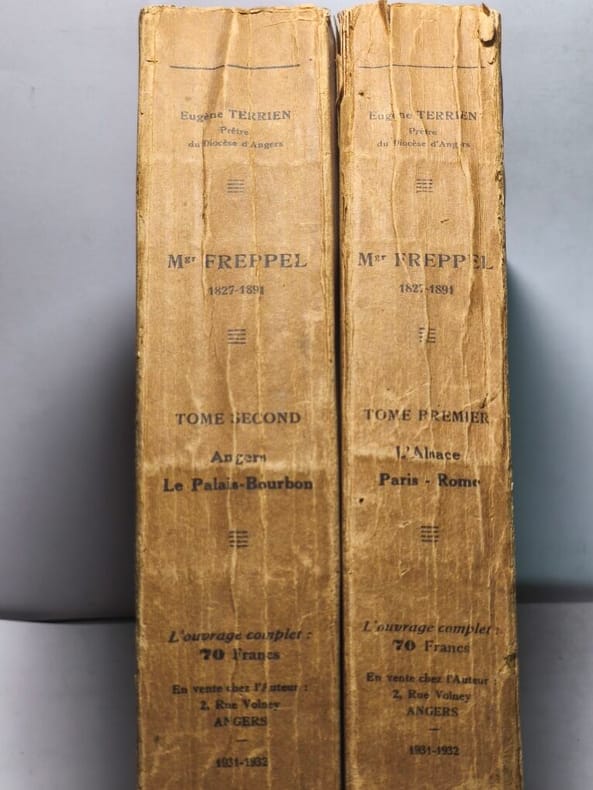 Eugène TERRIEN
Prêtre
du Diocèse d'Angers
Mgr FREPPEL
1827-1891
TOME SECOND
Angers
Le Palais-Bourbon
L'ouvrage complet :
70 Francs
En vente chez l'Auteur :
2, Rue Volney
ANGERS
1931-1932
Eugène TERRIEN
Prêtre
du Diocèse d'Angers
Mgr FREPPEL
1827-1891
TOME PREMIER
L'Alsace
Paris - Rome
L'ouvrage complet :
70 Francs
En vente chez l'Auteur :
2, Rue Volney
ANGERS
1931-1932